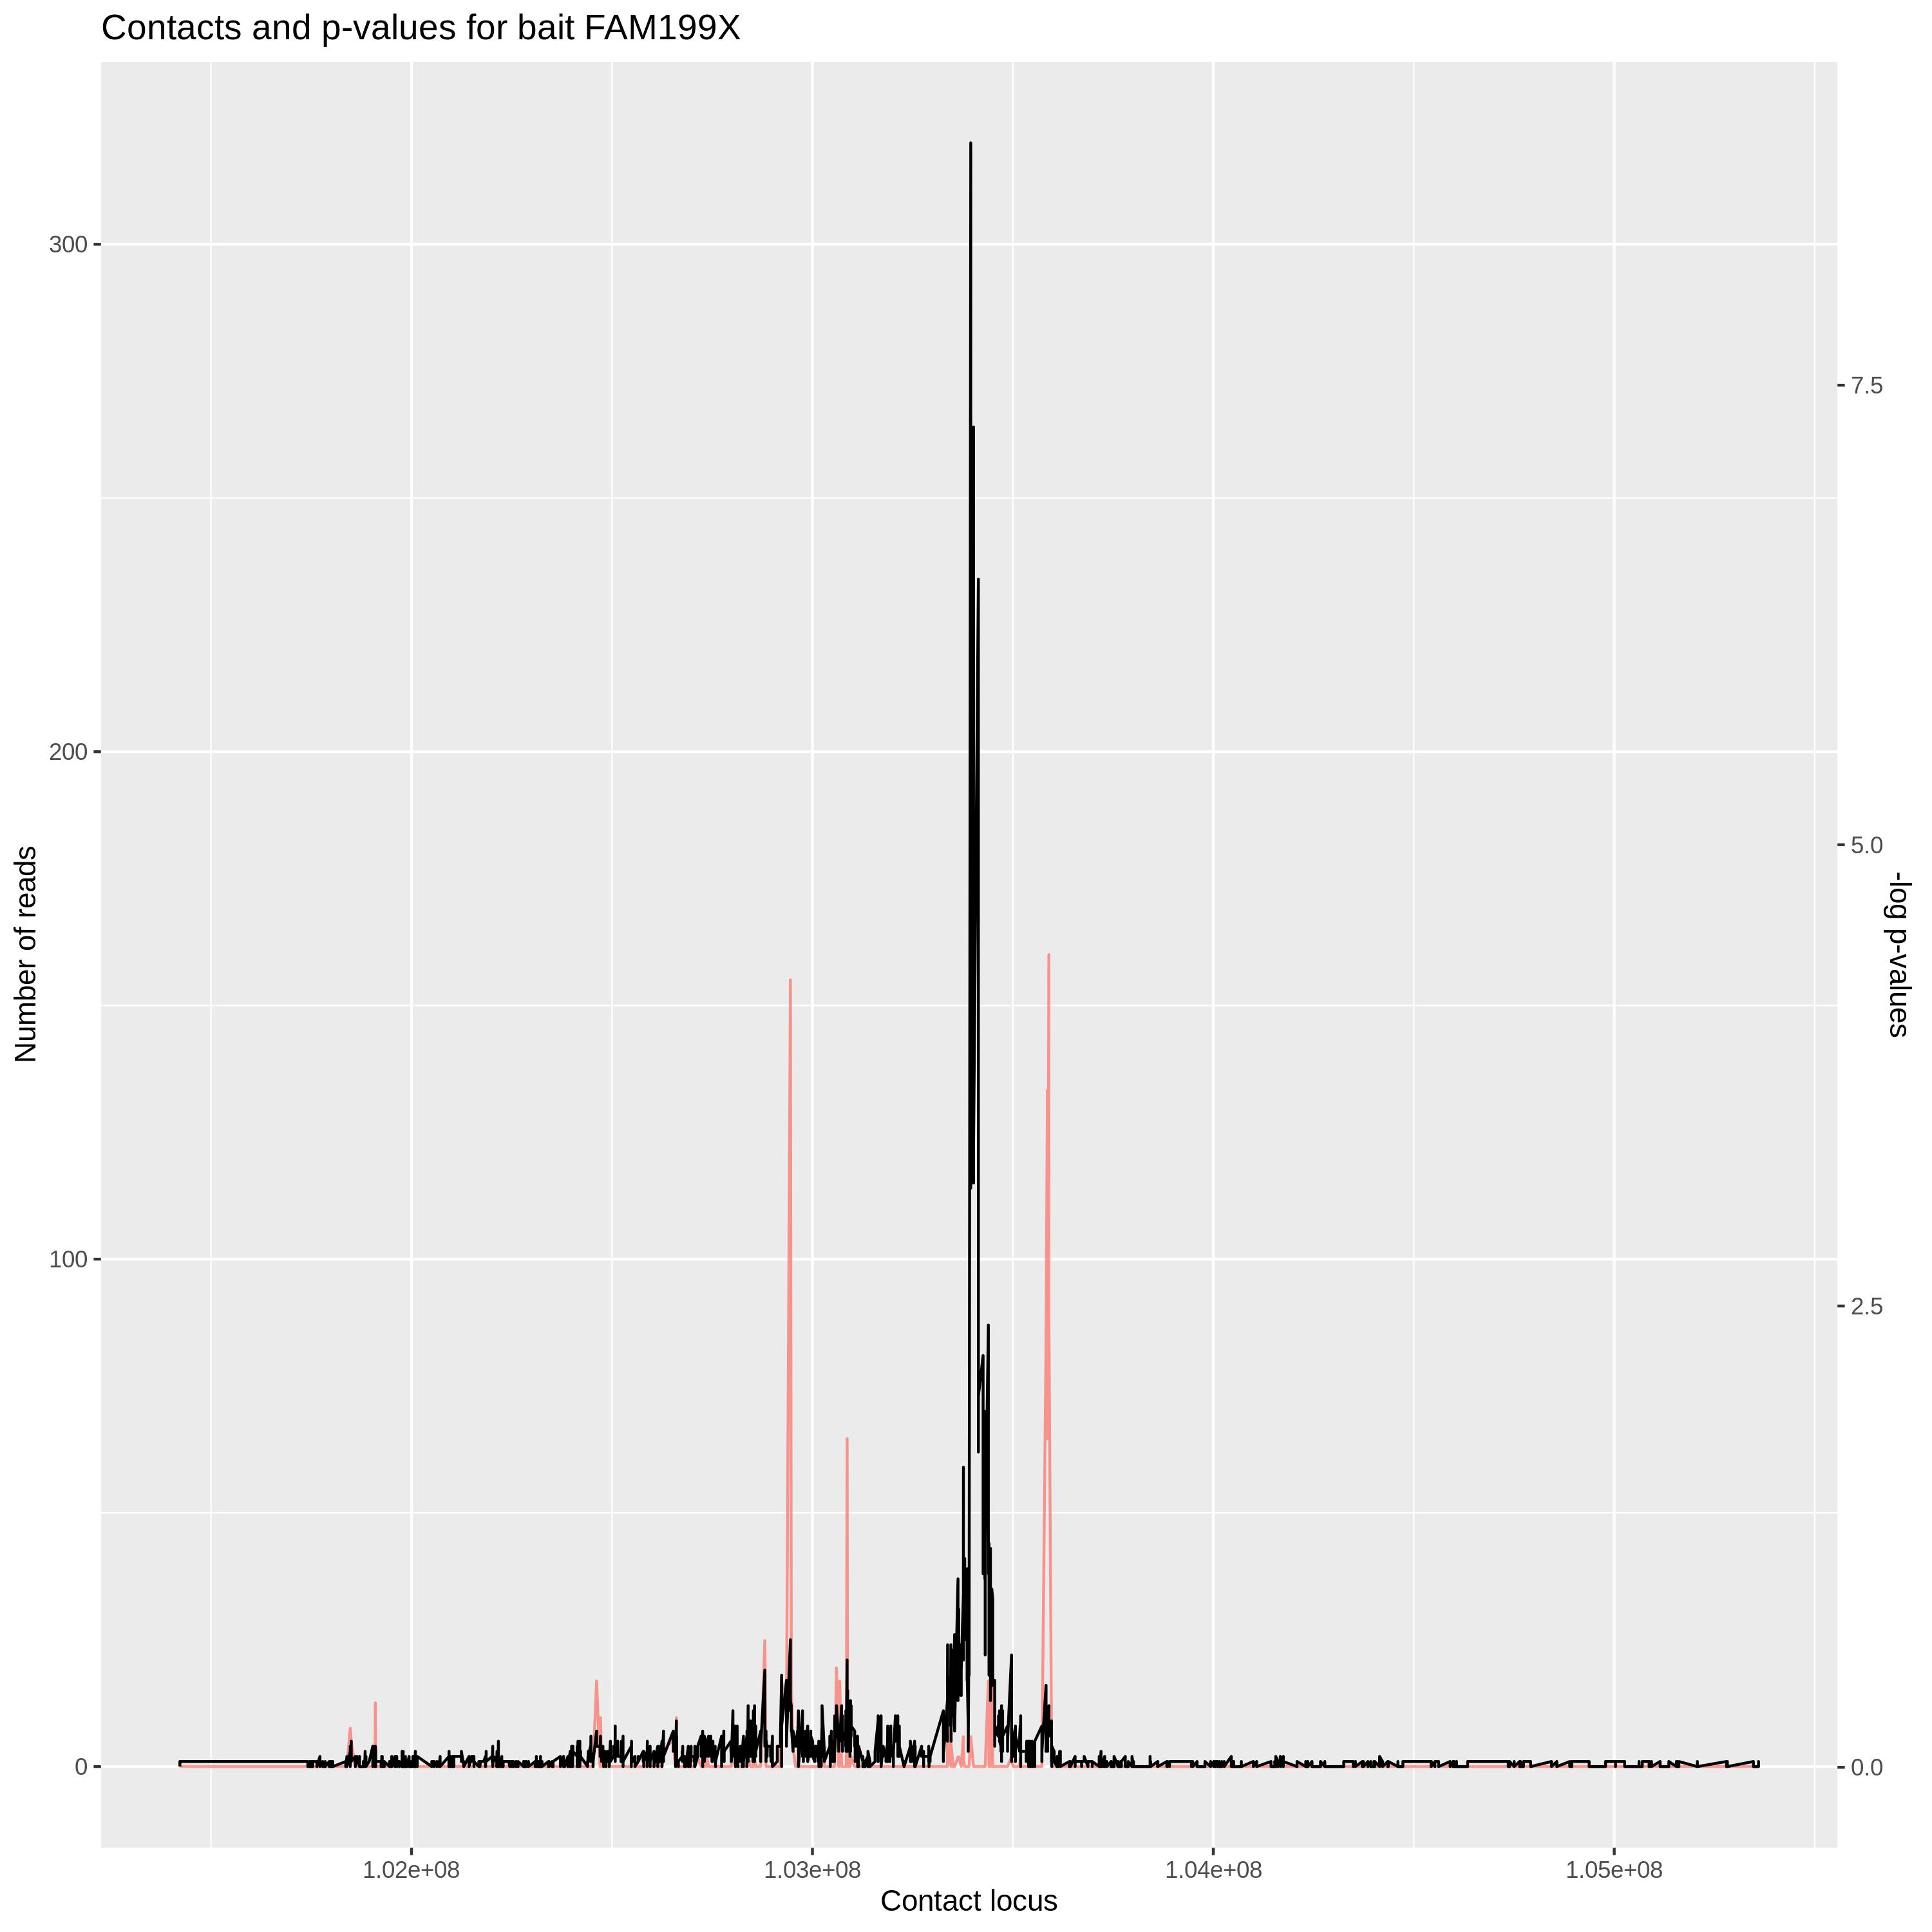 Contacts and p-values for bait FAM199X
300
200
100
0
7.5
5.0
2.5
0.0
Number of reads
-log p-values
1.02e+08
1.03e+08
1.04e+08
1.05e+08
Contact locus